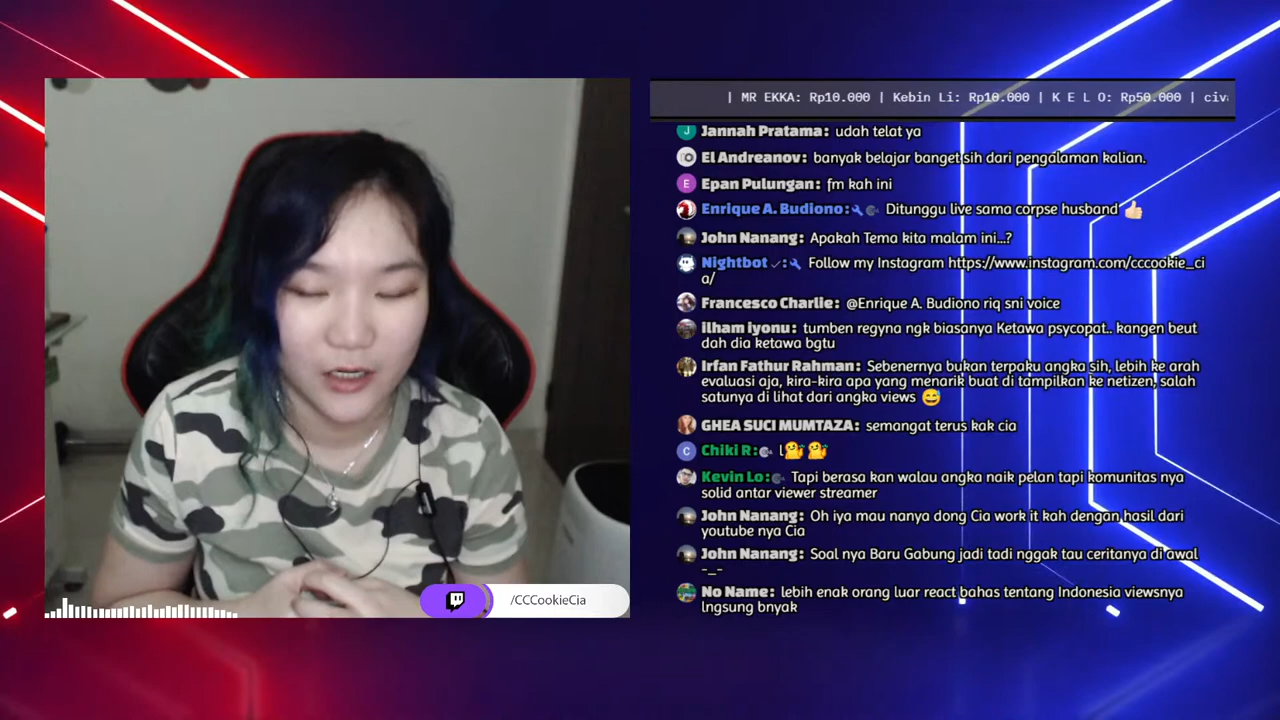 | MR EKKA: Rp10.000 | Kebin Li: Rp10.000 | K E L O: Rp50.000 | civ
J Jannah Pratama: udah telat ya
El Andreanov: banyak belajar banget sih dari pengalaman kalian.
E Epan Pulungan: fm kah ini
Enrique A. Budiono: Ditunggu live sama corpse husband 👍🏻
John Nanang: Apakah Tema kita malam ini...?
Nightbot ✓: Follow my Instagram https://www.instagram.com/cccookie_ci
a/
Francesco Charlie: @Enrique A. Budiono riq sni voice
ilham iyonu: tumben regyna ngk biasanya Ketawa psycopat.. kangen beut
dah dia ketawa bgtu
Irfan Fathur Rahman: Sebenernya bukan terpaku angka sih, lebih ke arah
evaluasi aja, kira-kira apa yang menarik buat di tampilkan ke netizen, salah
satunya di lihat dari angka views 😅
GHEA SUCI MUMTAZA: semangat terus kak cia
C Chiki R: l
Kevin Lo: Tapi berasa kan walau angka naik pelan tapi komunitas nya
solid antar viewer streamer
John Nanang: Oh iya mau nanya dong Cia work it kah dengan hasil dari
youtube nya Cia
John Nanang: Soal nya Baru Gabung jadi tadi nggak tau ceritanya di awal
-_-
No Name: lebih enak orang luar react bahas tentang Indonesia viewsnya
lngsung bnyak
/CCCookieCia